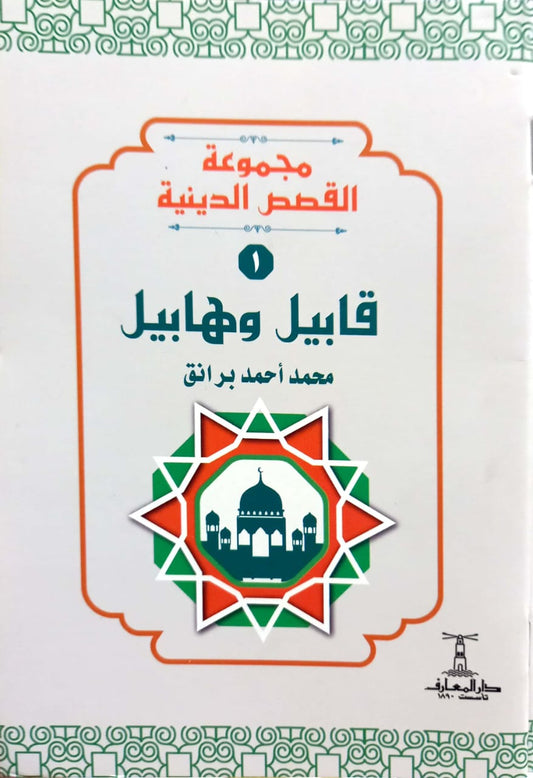 مجموعة
القصص الدينية
١
قابيل وهابيل
محمد أحمد برانق
دار المعارف
تأسست ١٨٩٠